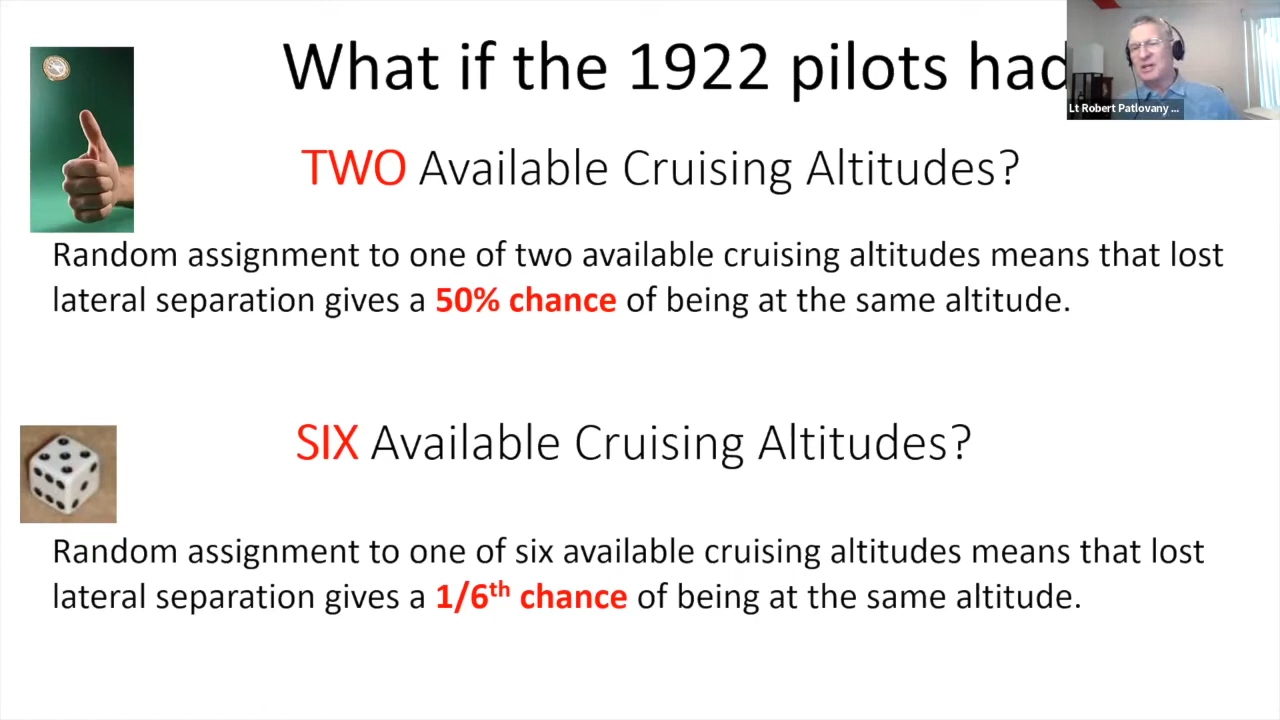 What if the 1922 pilots had
Lt Robert Patlovany ...
TWO Available Cruising Altitudes?
Random assignment to one of two available cruising altitudes means that lost
lateral separation gives a 50% chance of being at the same altitude.
SIX Available Cruising Altitudes?
Random assignment to one of six available cruising altitudes means that lost
lateral separation gives a 1/6th chance of being at the same altitude.